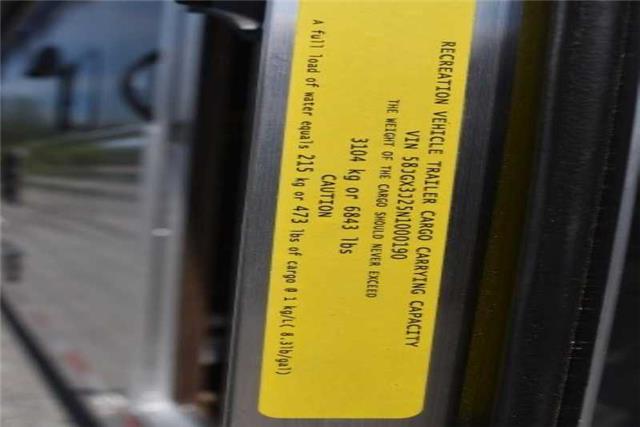 RECREATION VEHICLE TRAILER CARGO CARRYING CAPACITY
VIN 58JGX3J25N1000190
THE WEIGHT OF THE CARGO SHOULD NEVER EXCEED
3104 kg or 6843 lbs
CAUTION
A full load of water equals 215 kg or 473 lbs of cargo @ 1 kg/L( 8.3lb/gal)